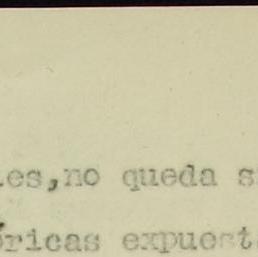 les,no queda s
óricas expuest